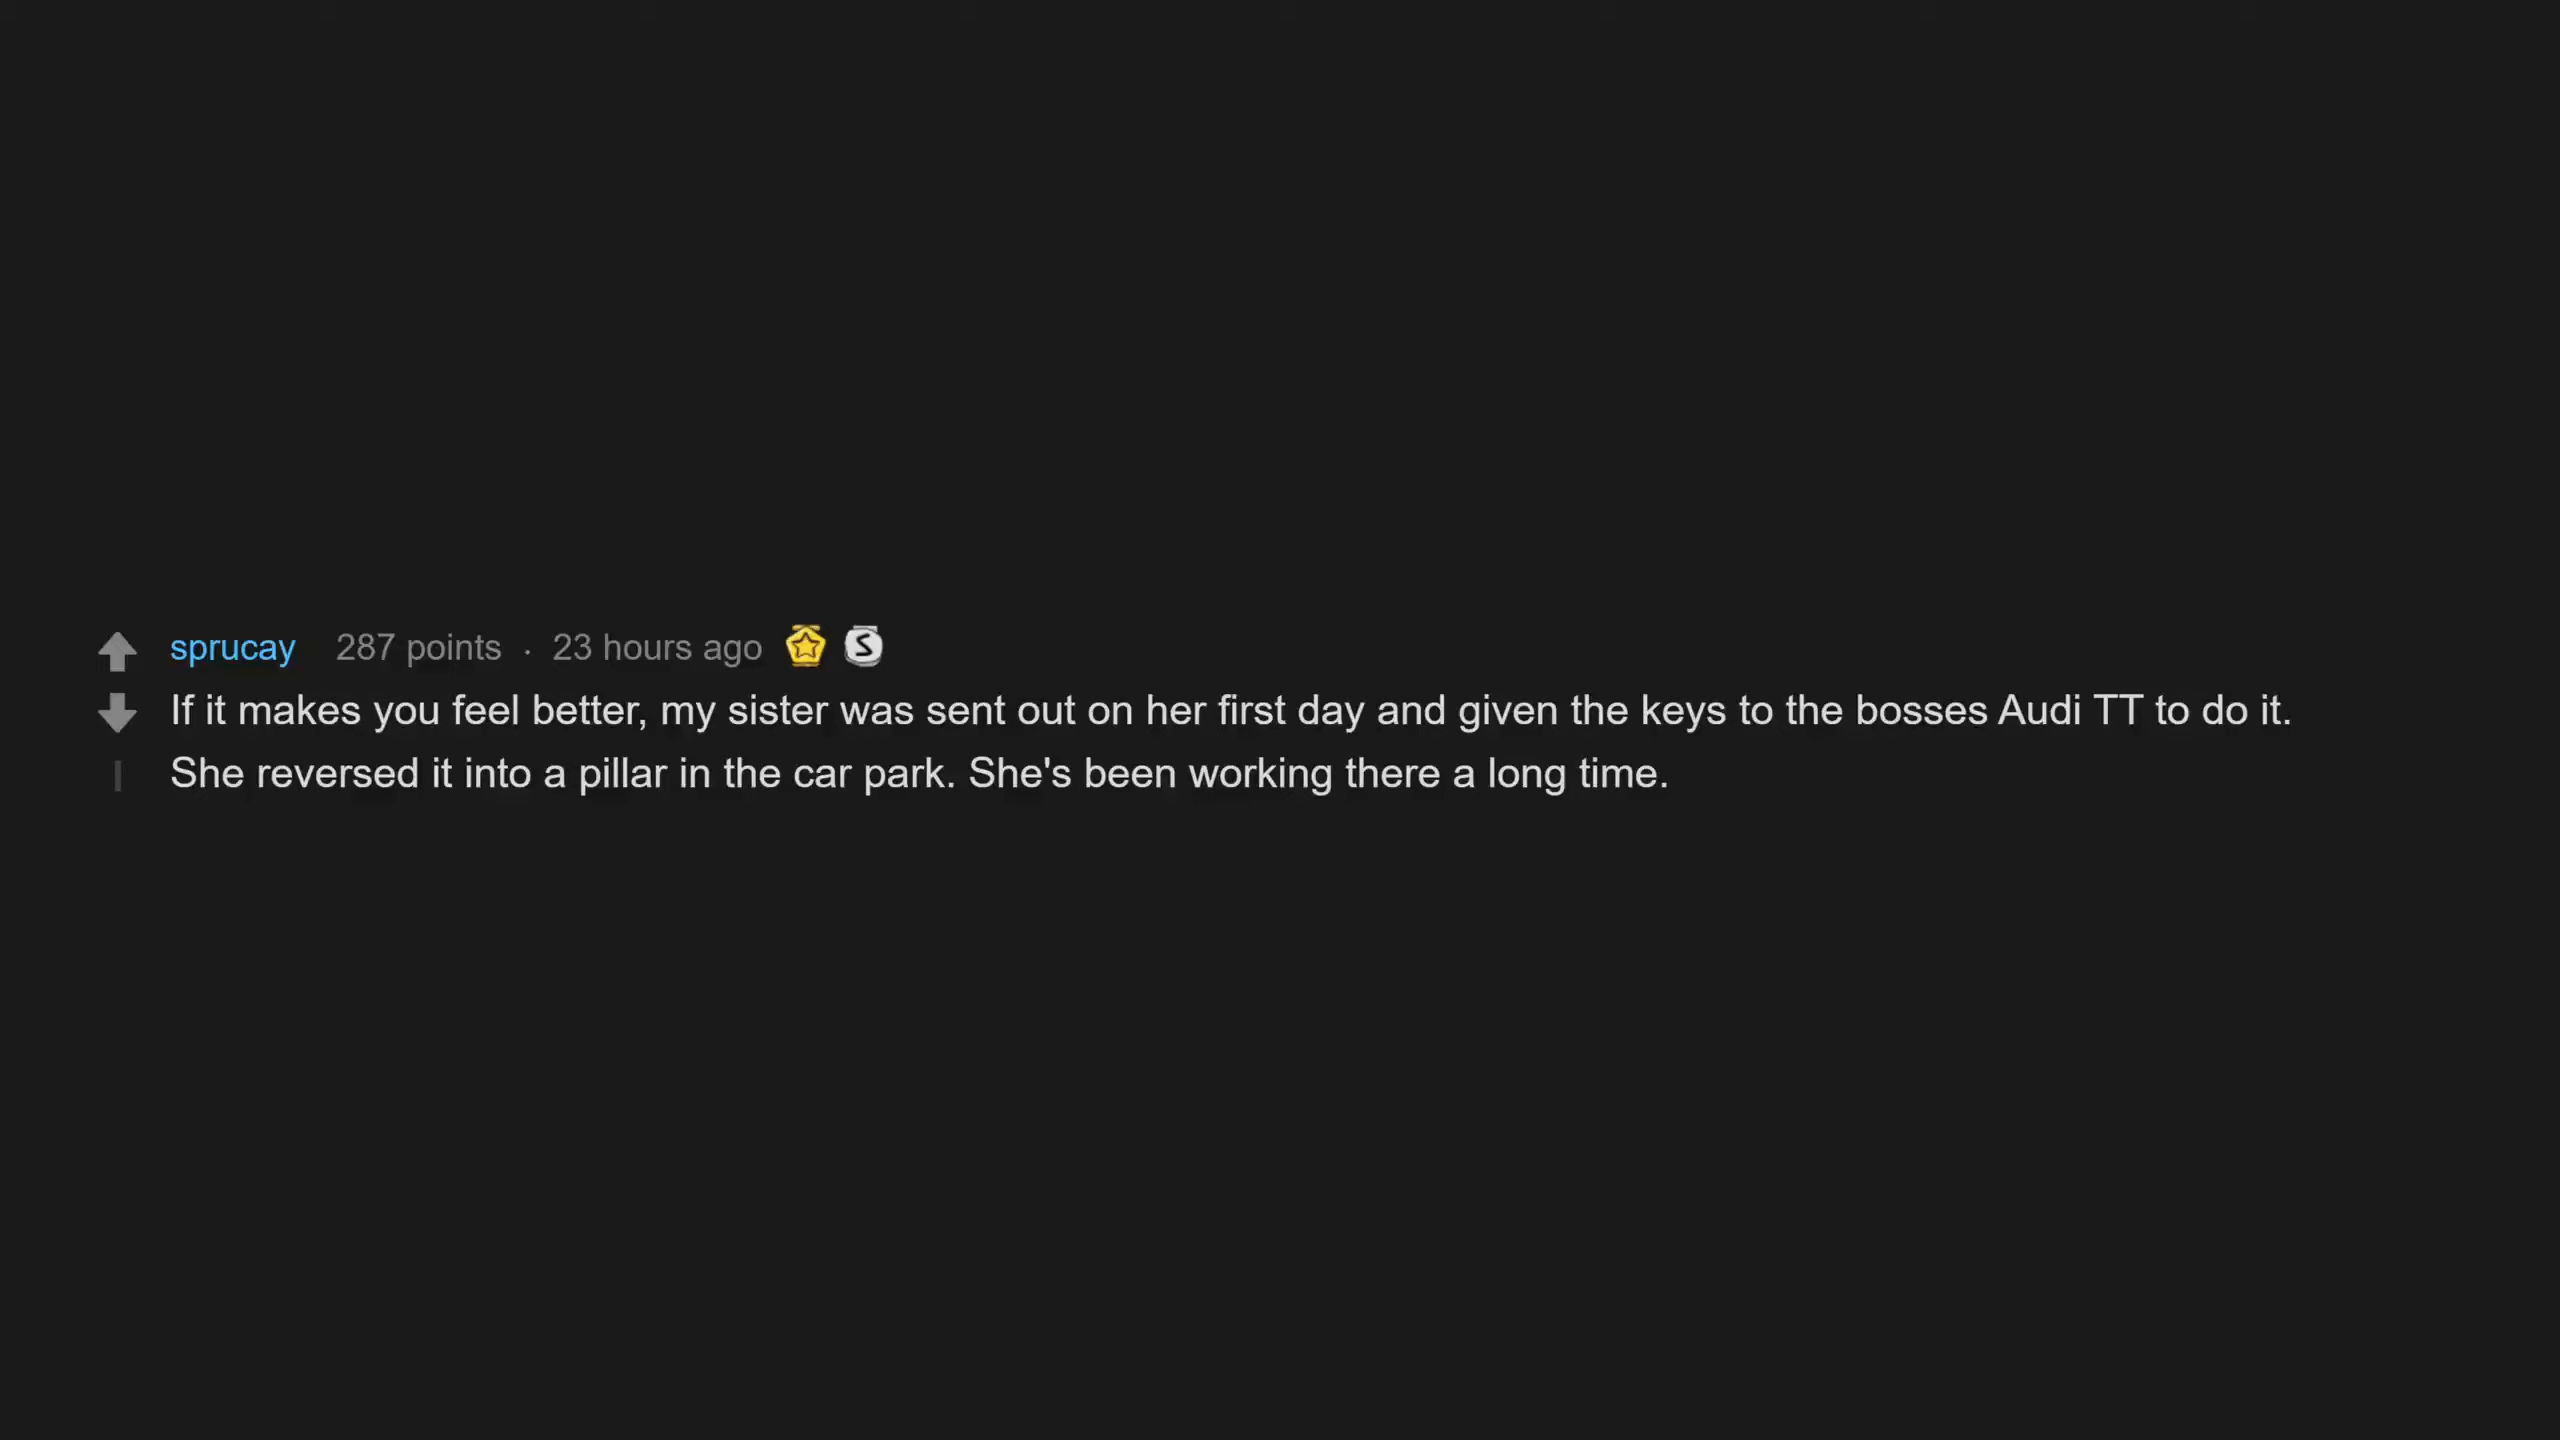 sprucay 287 points · 23 hours ago S
If it makes you feel better, my sister was sent out on her first day and given the keys to the bosses Audi TT to do it.
She reversed it into a pillar in the car park. She's been working there a long time.